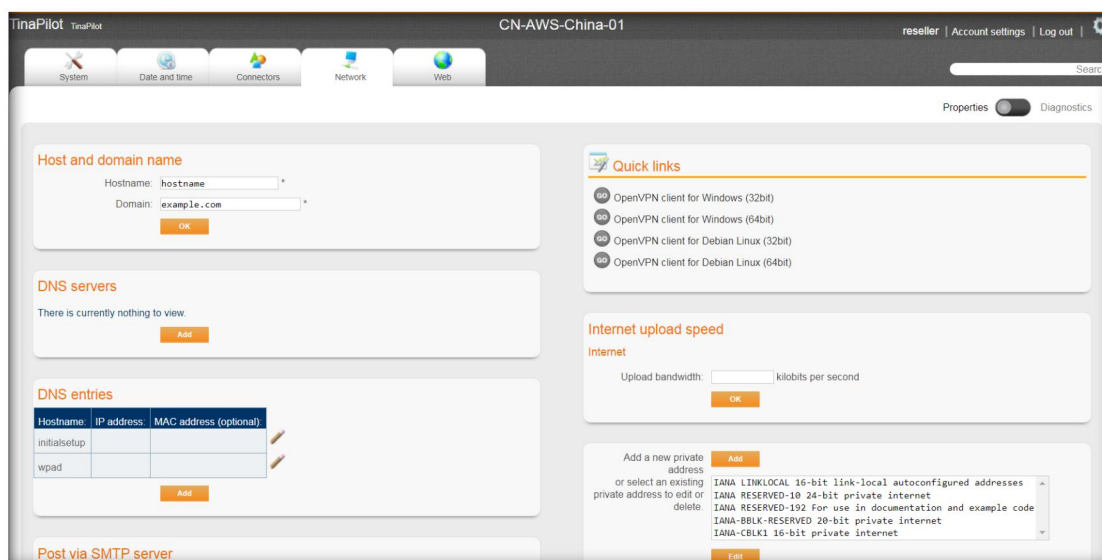 TinaPilot TinaPilot
CN-AWS-China-01
reseller | Account settings | Log out |
System
Date and time
Connectors
Network
Web
Searc
Properties
Diagnostics
Host and domain name
Hostname: hostname *
Domain: example.com *
OK
DNS servers
There is currently nothing to view.
Add
DNS entries
Hostname: IP address: MAC address (optional):
initialsetup
wpad
Add
Post via SMTP server
Quick links
GO OpenVPN client for Windows (32bit)
GO OpenVPN client for Windows (64bit)
GO OpenVPN client for Debian Linux (32bit)
GO OpenVPN client for Debian Linux (64bit)
Internet upload speed
Internet
Upload bandwidth: kilobits per second
OK
Add a new private
address
or select an existing
private address to edit or
delete.
Add
IANA LINKLOCAL 16-bit link-local autoconfigured addresses
IANA RESERVED-10 24-bit private internet
IANA RESERVED-192 For use in documentation and example code
IANA-BBLK-RESERVED 20-bit private internet
IANA-CBLK1 16-bit private internet
Edit